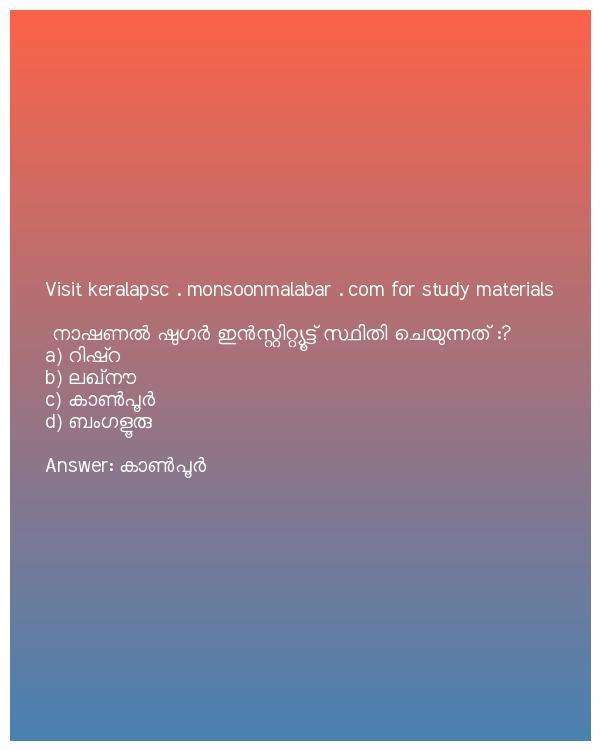 Visit keralapsc . monsoonmalabar . com for study materials
നാഷണൽ ഷുഗർ ഇൻസ്റ്റിറ്റ്യൂട്ട് സ്ഥിതി ചെയുന്നത് :?
a) റിഷ്റ
b) ലഖ്നൗ
c) കാൺപൂർ
d) ബംഗളൂരു
Answer: കാൺപൂർ